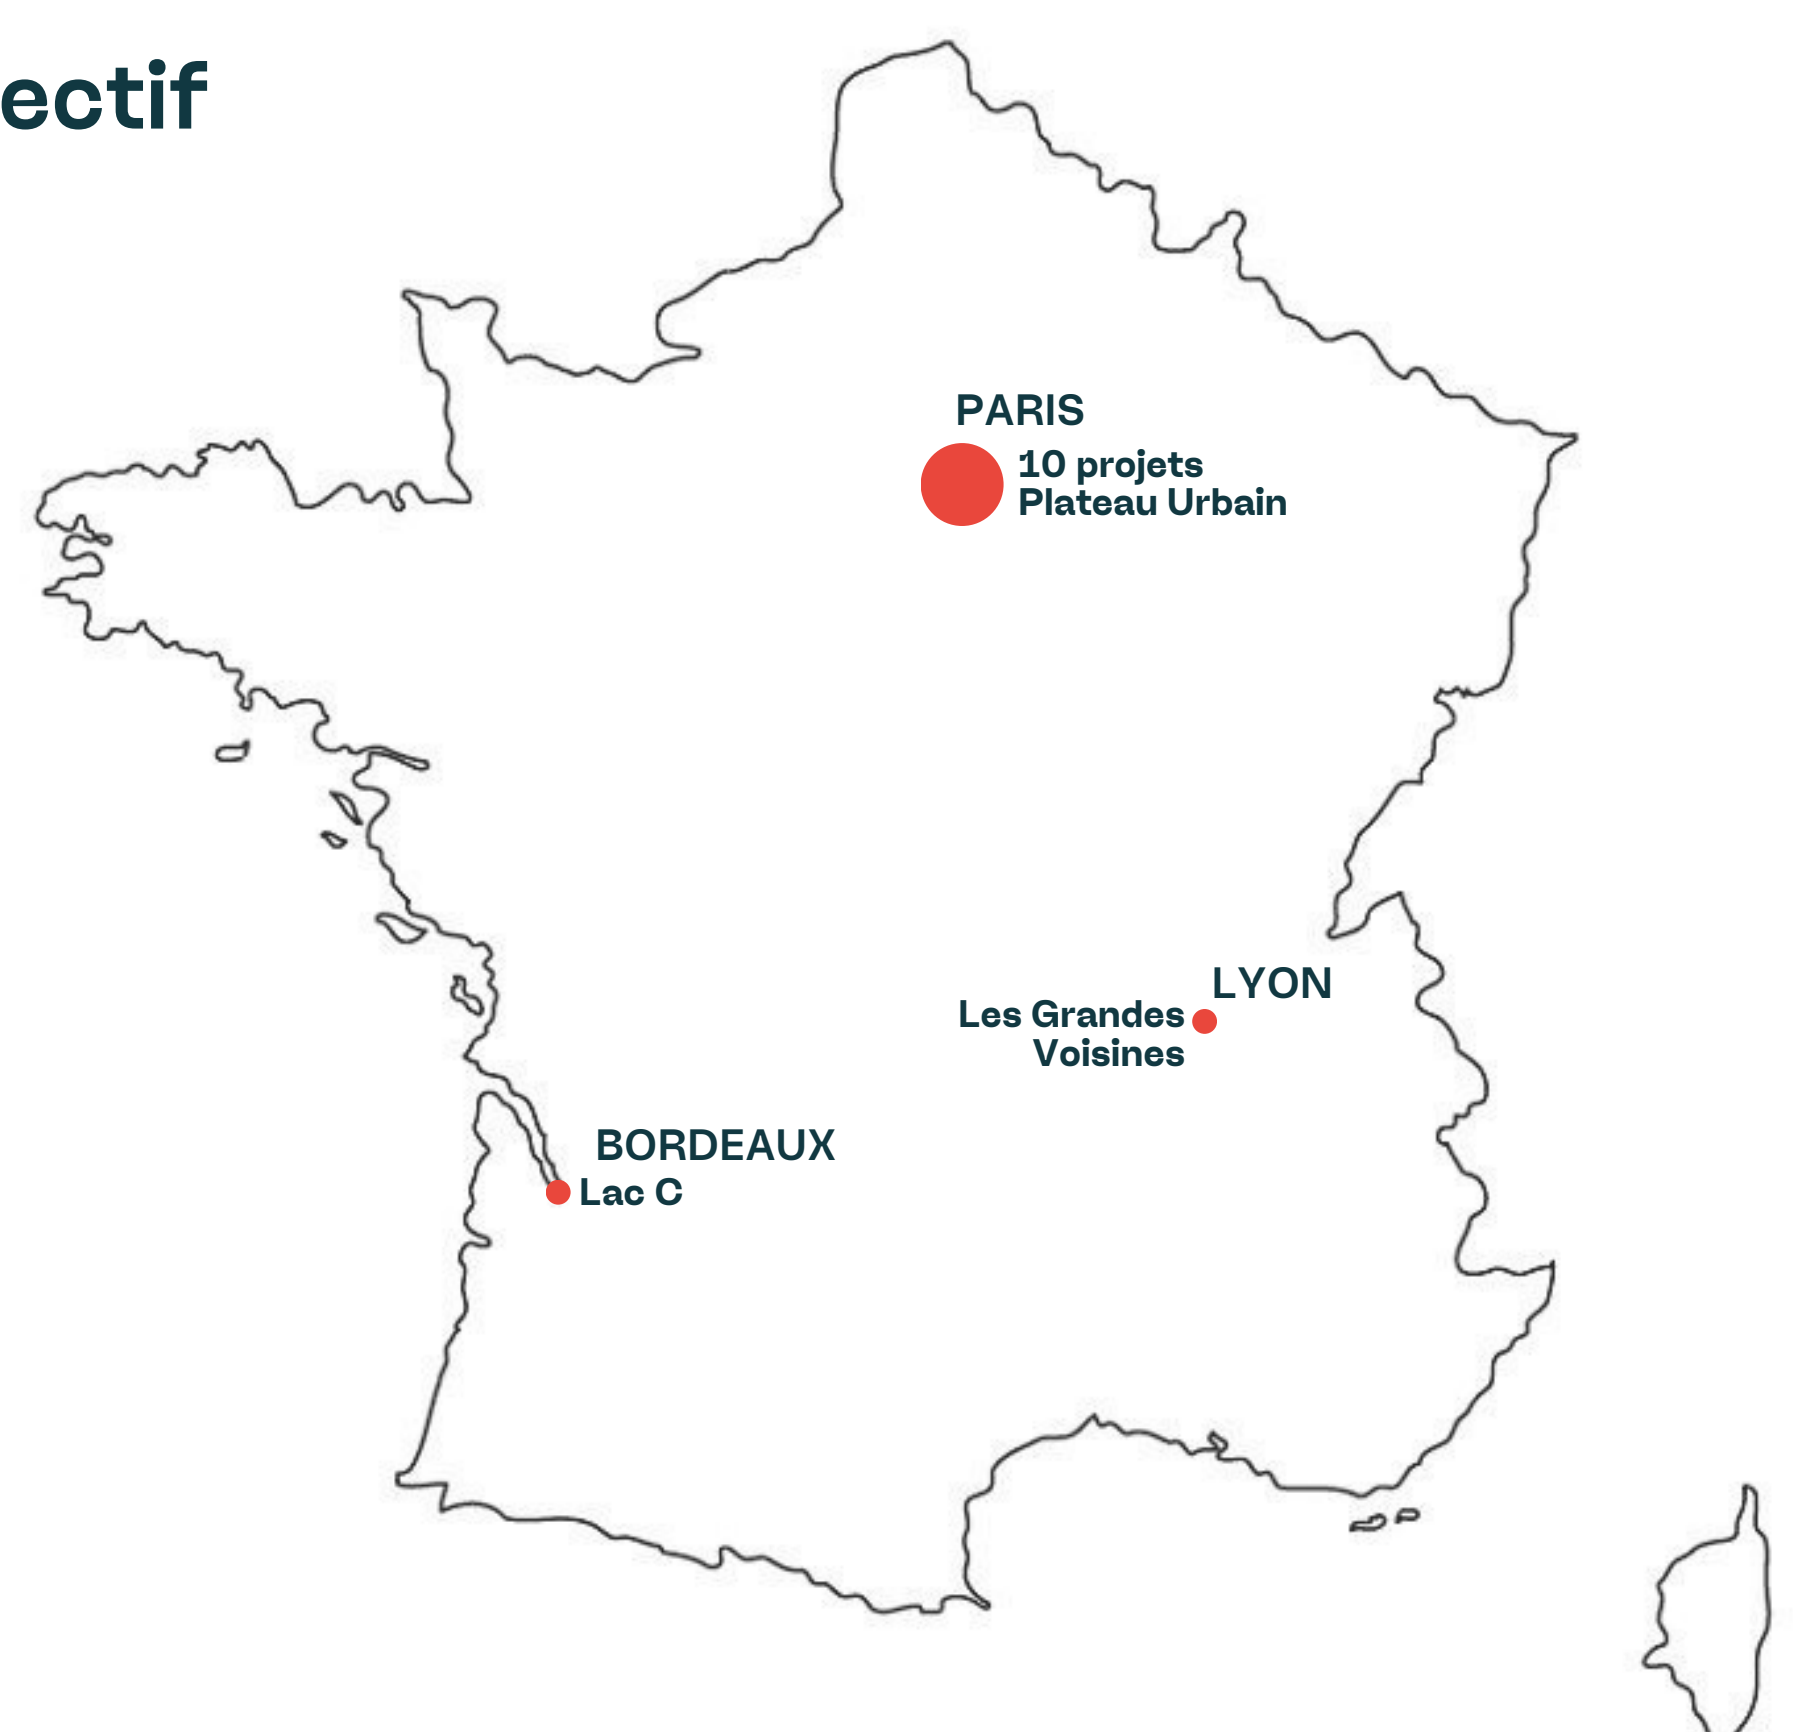 ectif
PARIS
10 projets
Plateau Urbain
LYON
Les Grandes
Voisines
BORDEAUX
Lac C